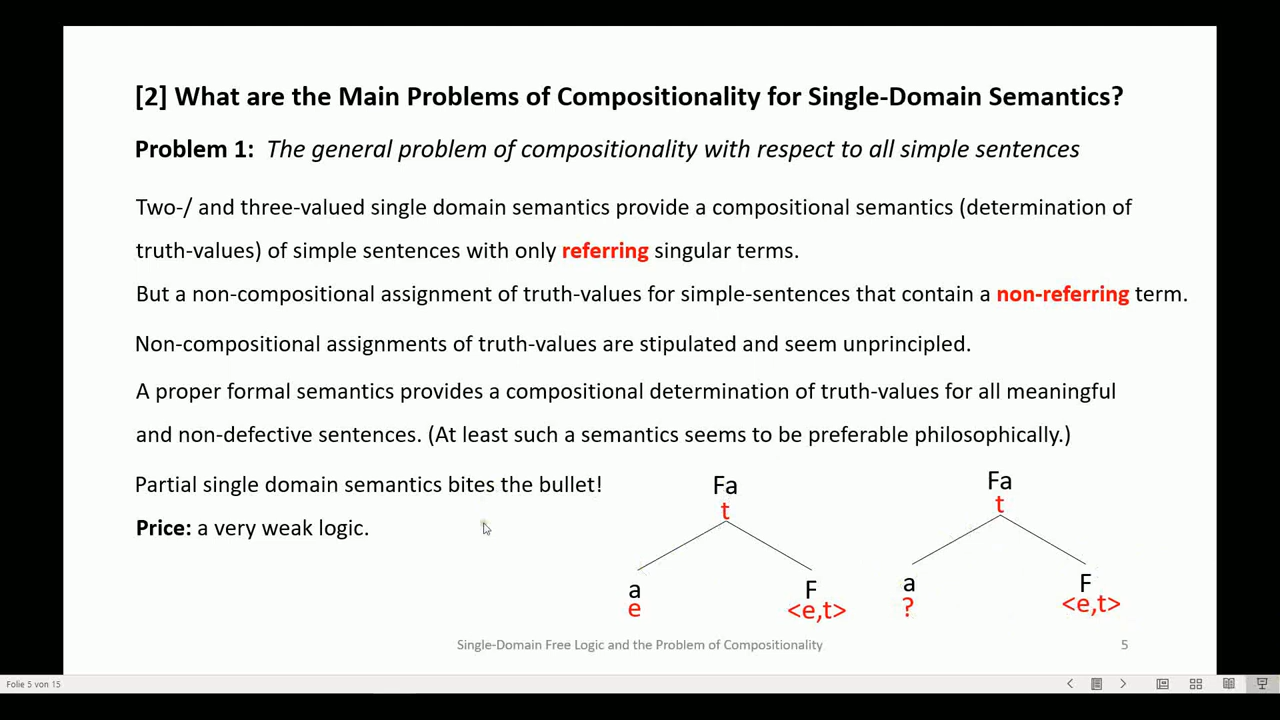 [2] What are the Main Problems of Compositionality for Single-Domain Semantics?
Problem 1: The general problem of compositionality with respect to all simple sentences
Two-/ and three-valued single domain semantics provide a compositional semantics (determination of
truth-values) of simple sentences with only referring singular terms.
But a non-compositional assignment of truth-values for simple-sentences that contain a non-referring term.
Non-compositional assignments of truth-values are stipulated and seem unprincipled.
A proper formal semantics provides a compositional determination of truth-values for all meaningful
and non-defective sentences. (At least such a semantics seems to be preferable philosophically.)
Partial single domain semantics bites the bullet!
Price: a very weak logic.
Fa
t
a
e
F
<e,t>
Fa
t
a
?
F
<e,t>
Single-Domain Free Logic and the Problem of Compositionality
5
Folie 5 von 15